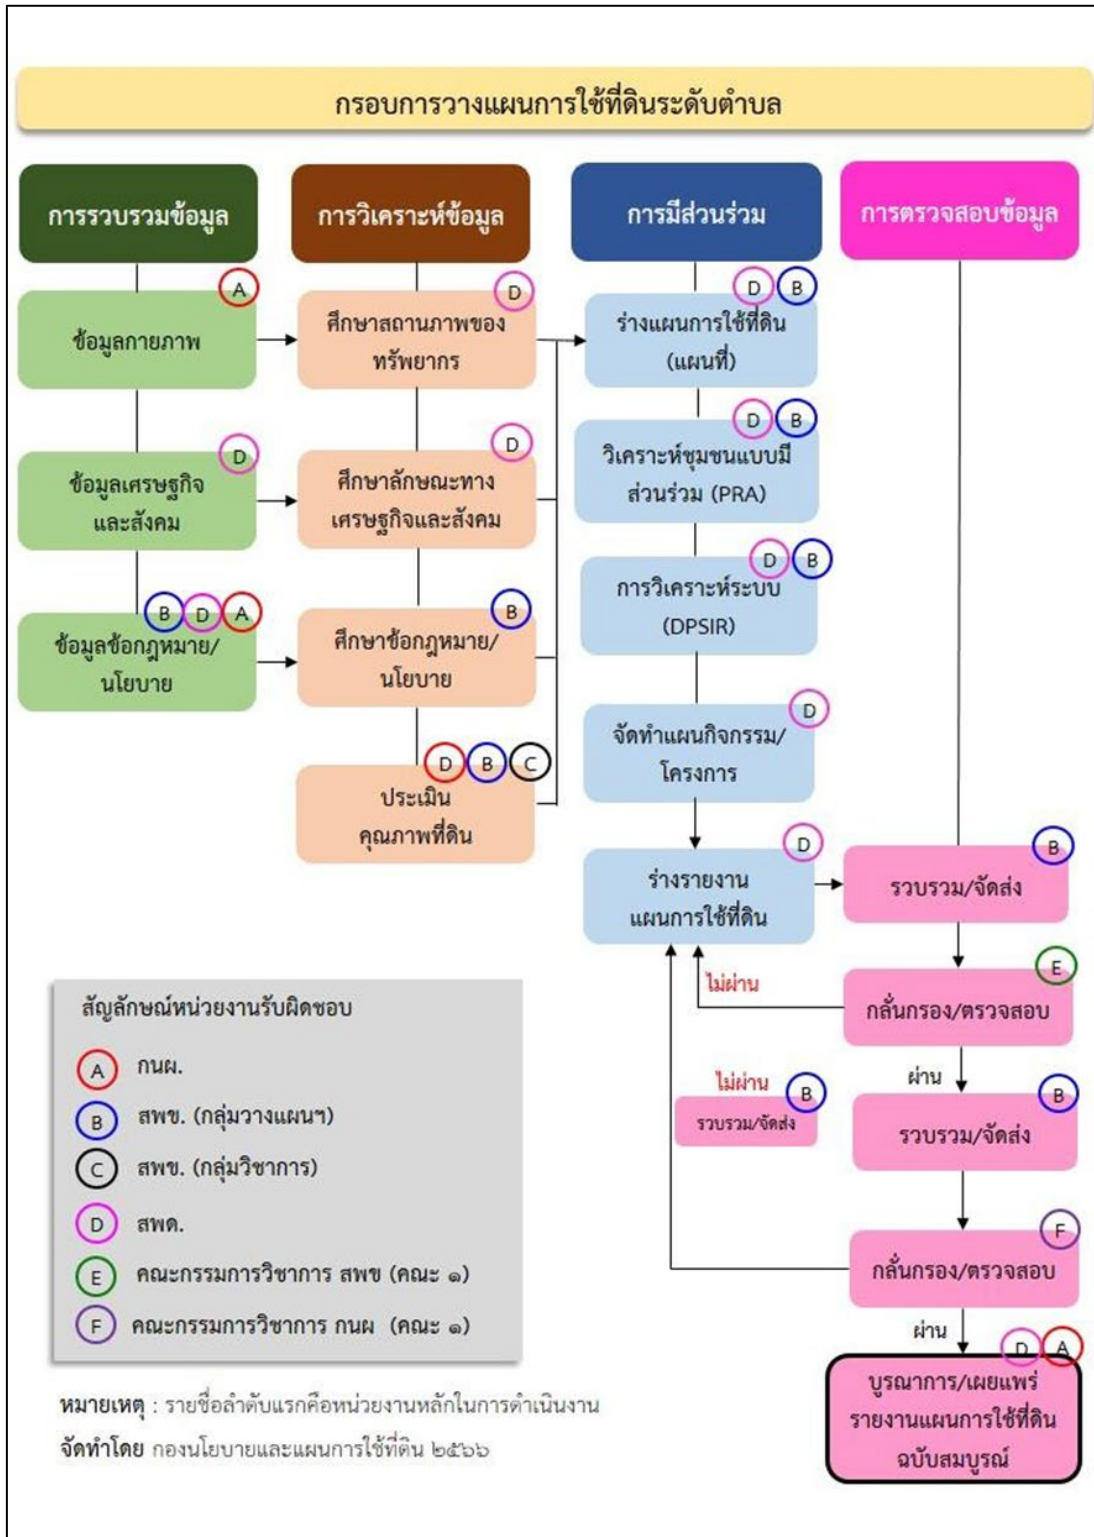 กรอบการวางแผนการใช้ที่ดินระดับตำบล
การรวบรวมข้อมูล
A
ข้อมูลกายภาพ
D
ข้อมูลเศรษฐกิจ
และสังคม
B D A
ข้อมูลข้อกฎหมาย/
นโยบาย
การวิเคราะห์ข้อมูล
D
ศึกษาสถานภาพของ
ทรัพยากร
D
ศึกษาลักษณะทาง
เศรษฐกิจและสังคม
B
ศึกษาข้อกฎหมาย/
นโยบาย
D B C
ประเมิน
คุณภาพที่ดิน
การมีส่วนร่วม
D B
ร่างแผนการใช้ที่ดิน
(แผนที่)
D B
วิเคราะห์ชุมชนแบบมี
ส่วนร่วม (PRA)
D B
การวิเคราะห์ระบบ
(DPSIR)
D
จัดทำแผนกิจกรรม/
โครงการ
D
ร่างรายงาน
แผนการใช้ที่ดิน
การตรวจสอบข้อมูล
B
รวบรวม/จัดส่ง
E
กลั่นกรอง/ตรวจสอบ
ไม่ผ่าน
ผ่าน
B
รวบรวม/จัดส่ง
F
กลั่นกรอง/ตรวจสอบ
ไม่ผ่าน
B
รวบรวม/จัดส่ง
ผ่าน
D A
บูรณาการ/เผยแพร่
รายงานแผนการใช้ที่ดิน
ฉบับสมบูรณ์
สัญลักษณ์หน่วยงานรับผิดชอบ
A กนผ.
B สพข. (กลุ่มวางแผนฯ)
C สพข. (กลุ่มวิชาการ)
D สพด.
E คณะกรรมการวิชาการ สพข (คณะ ๑)
F คณะกรรมการวิชาการ กนผ (คณะ ๑)
หมายเหตุ : รายชื่อลำดับแรกคือหน่วยงานหลักในการดำเนินงาน
จัดทำโดย กองนโยบายและแผนการใช้ที่ดิน ๒๕๖๖